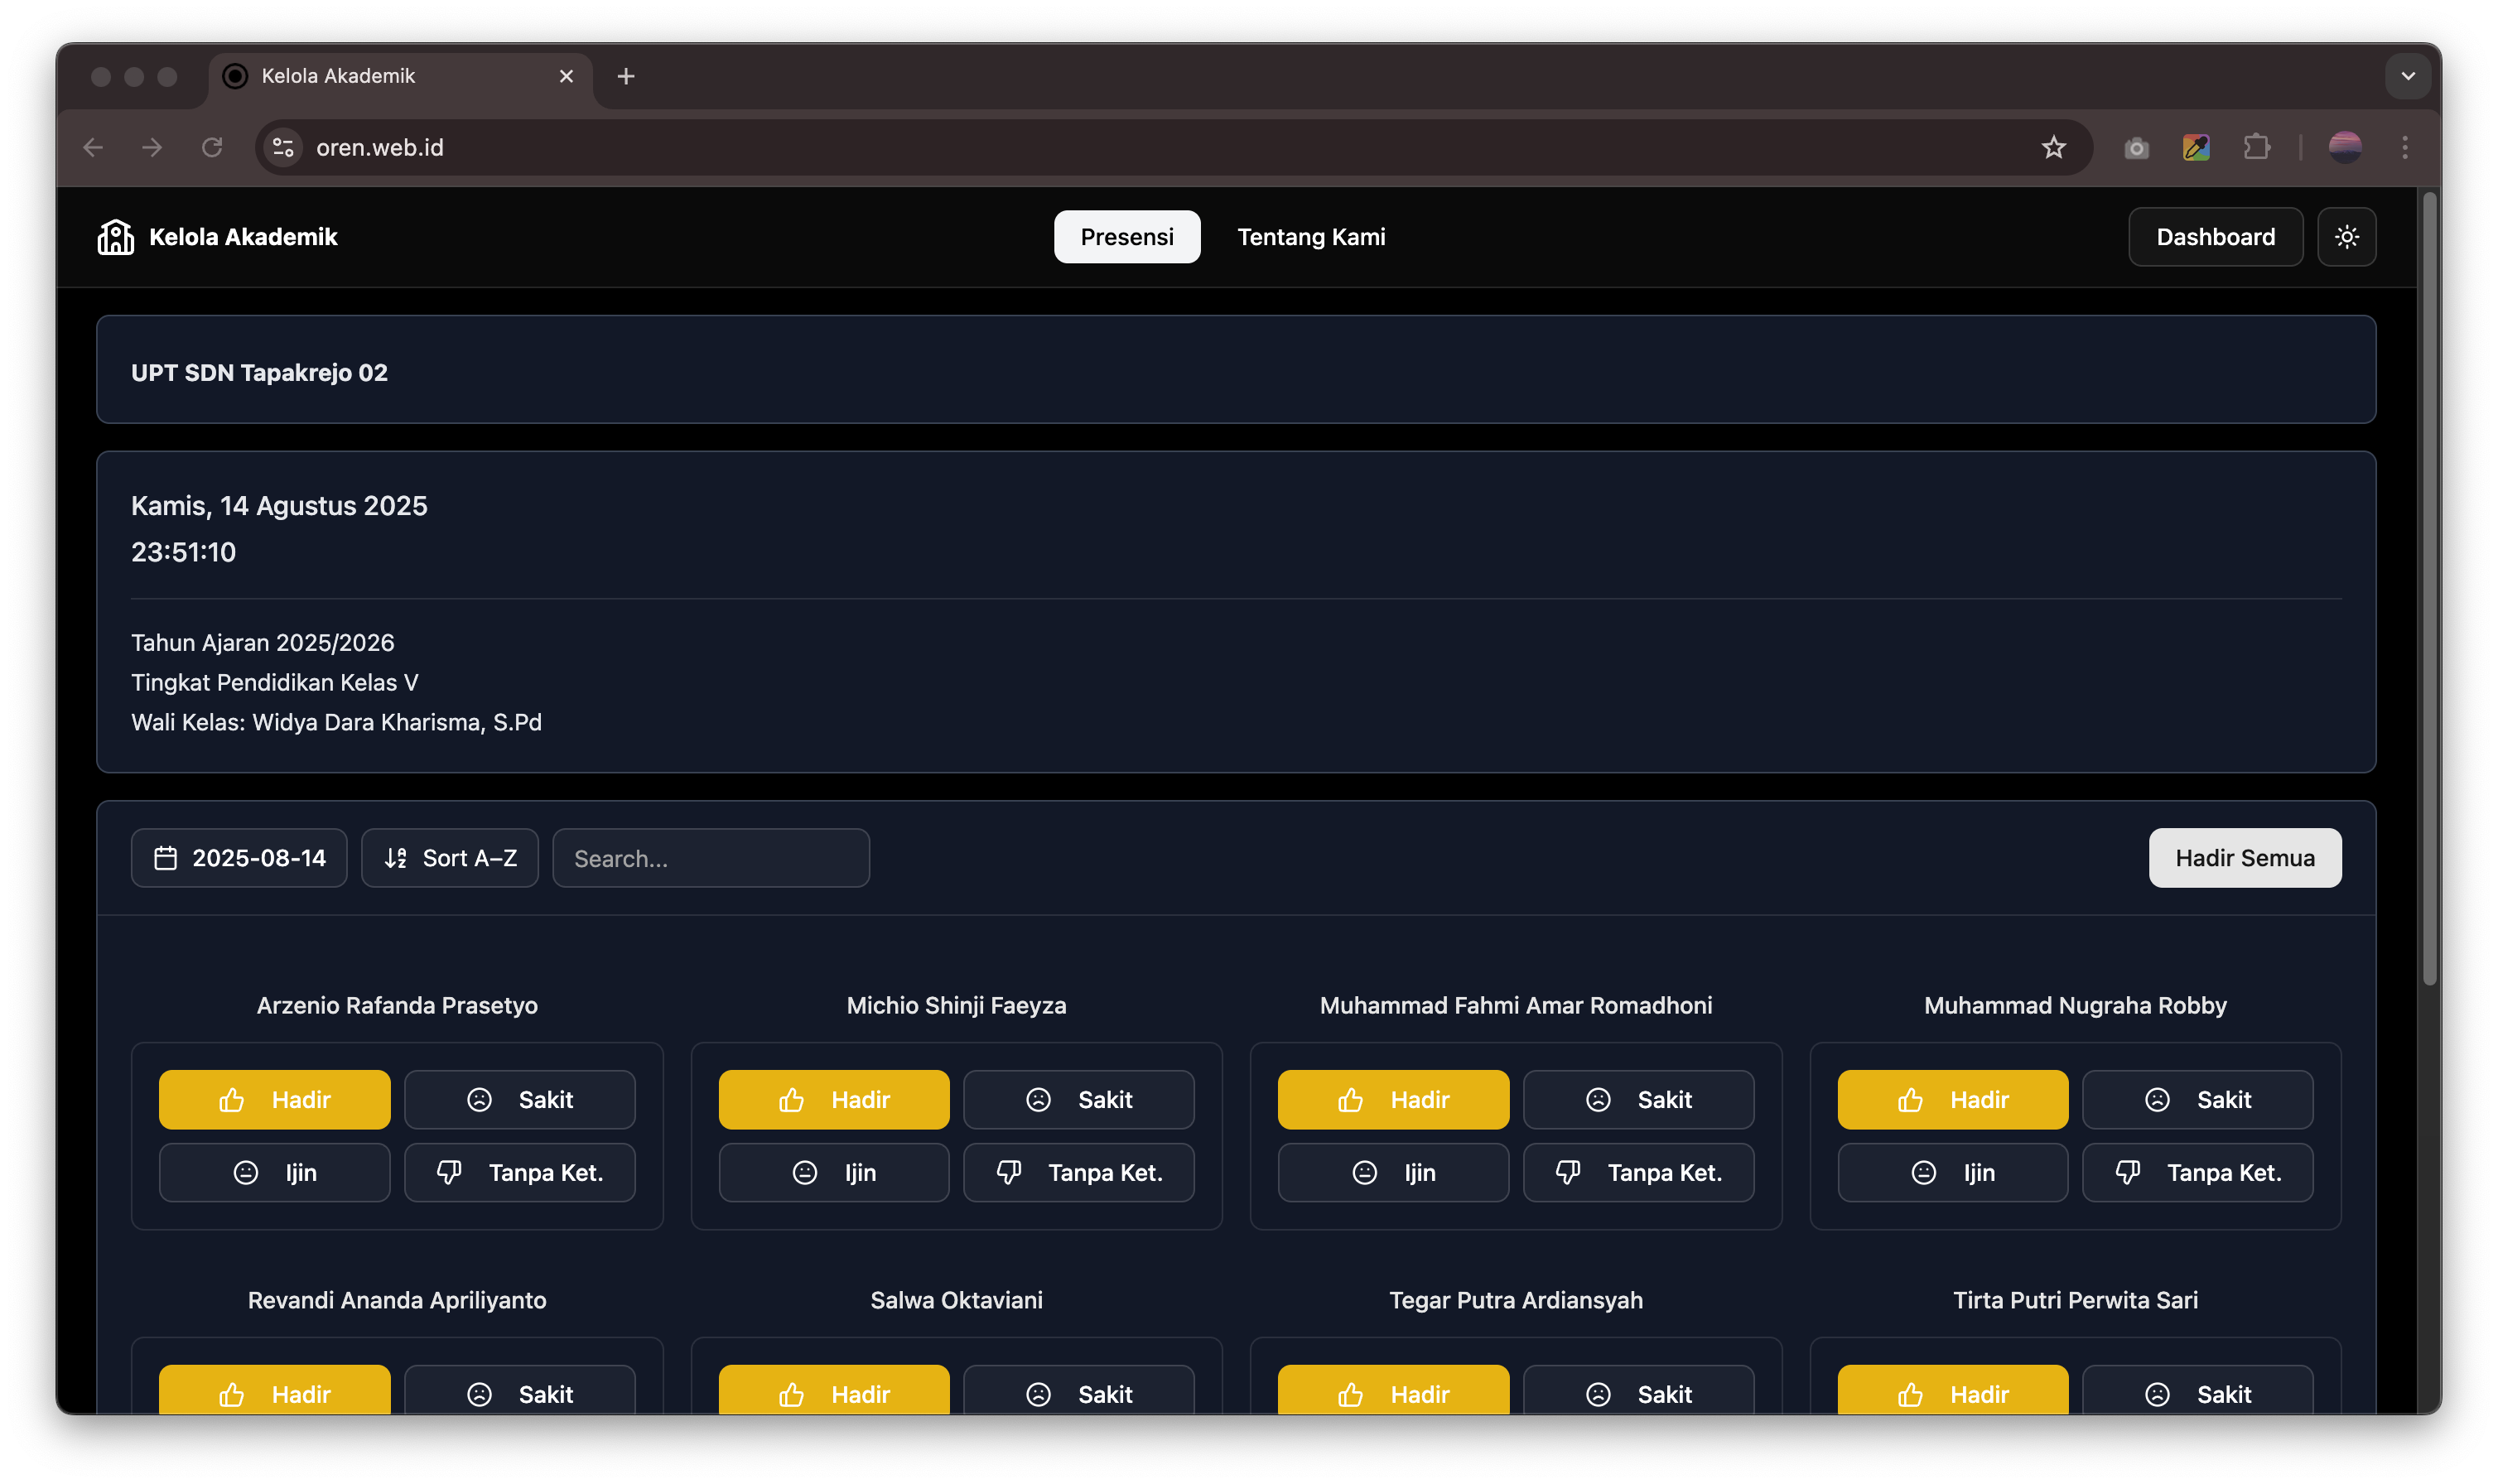 Kelola Akademik
oren.web.id
Kelola Akademik
Presensi
Tentang Kami
Dashboard
UPT SDN Tapakrejo 02
Kamis, 14 Agustus 2025
23:51:10
Tahun Ajaran 2025/2026
Tingkat Pendidikan Kelas V
Wali Kelas: Widya Dara Kharisma, S.Pd
2025-08-14
Sort A–Z
Search...
Hadir Semua
Arzenio Rafanda Prasetyo
Hadir
Sakit
Ijin
Tanpa Ket.
Michio Shinji Faeyza
Hadir
Sakit
Ijin
Tanpa Ket.
Muhammad Fahmi Amar Romadhoni
Hadir
Sakit
Ijin
Tanpa Ket.
Muhammad Nugraha Robby
Hadir
Sakit
Ijin
Tanpa Ket.
Revandi Ananda Apriliyanto
Hadir
Sakit
Salwa Oktaviani
Hadir
Sakit
Tegar Putra Ardiansyah
Hadir
Sakit
Tirta Putri Perwita Sari
Hadir
Sakit